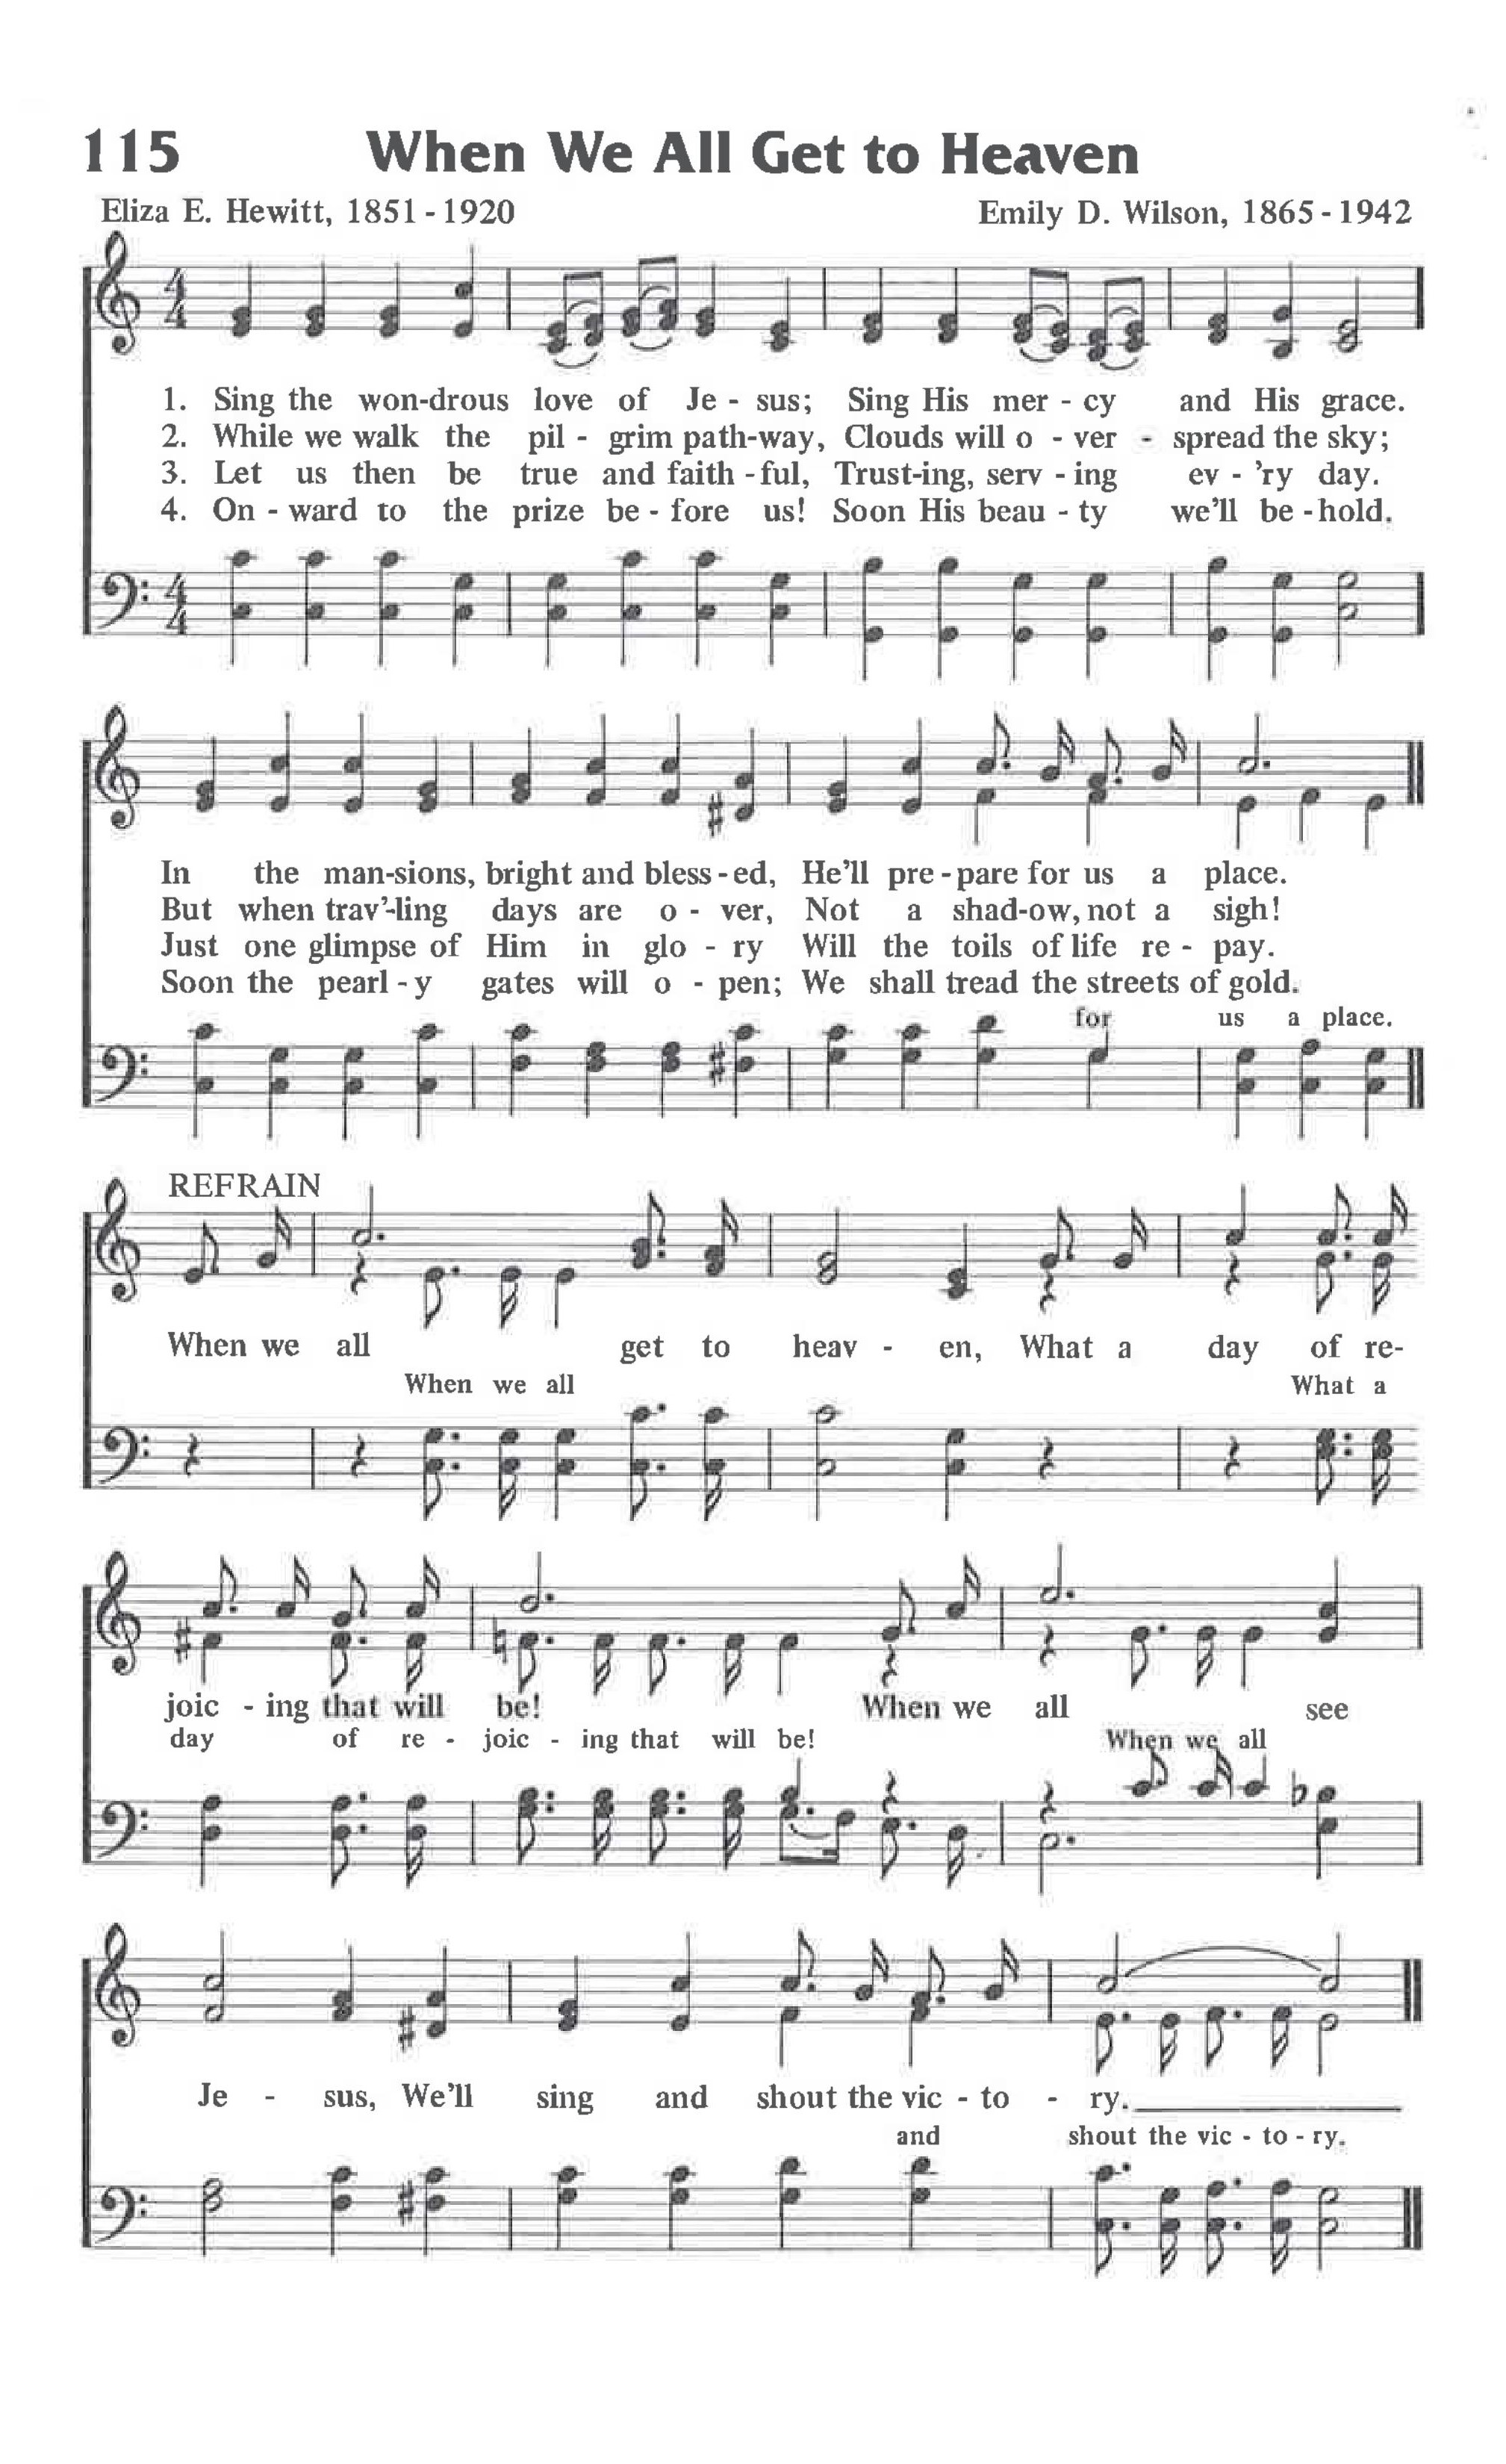 115 When We All Get to Heaven
Eliza E. Hewitt, 1851-1920 Emily D. Wilson, 1865-1942
4 4
1. Sing the won-drous love of Je - sus; Sing His mer - cy and His grace.
2. While we walk the pil - grim path-way, Clouds will o - ver - spread the sky;
3. Let us then be true and faith-ful, Trust-ing, serv - ing ev - 'ry day.
4. On - ward to the prize be - fore us! Soon His beau - ty we'll be-hold.
4 4
In the man-sions, bright and bless-ed, He'll pre-pare for us a place.
But when trav'-ling days are o - ver, Not a shad-ow, not a sigh!
Just one glimpse of Him in glo - ry Will the toils of life re - pay.
Soon the pearl-y gates will o - pen; We shall tread the streets of gold.
for us a place.
REFRAIN
When we all get to heav - en, What a day of re-
When we all What a
joic - ing that will be! When we all see
day of re - joic - ing that will be! When we all
Je - sus, We'll sing and shout the vic - to - ry.
and shout the vic - to - ry.